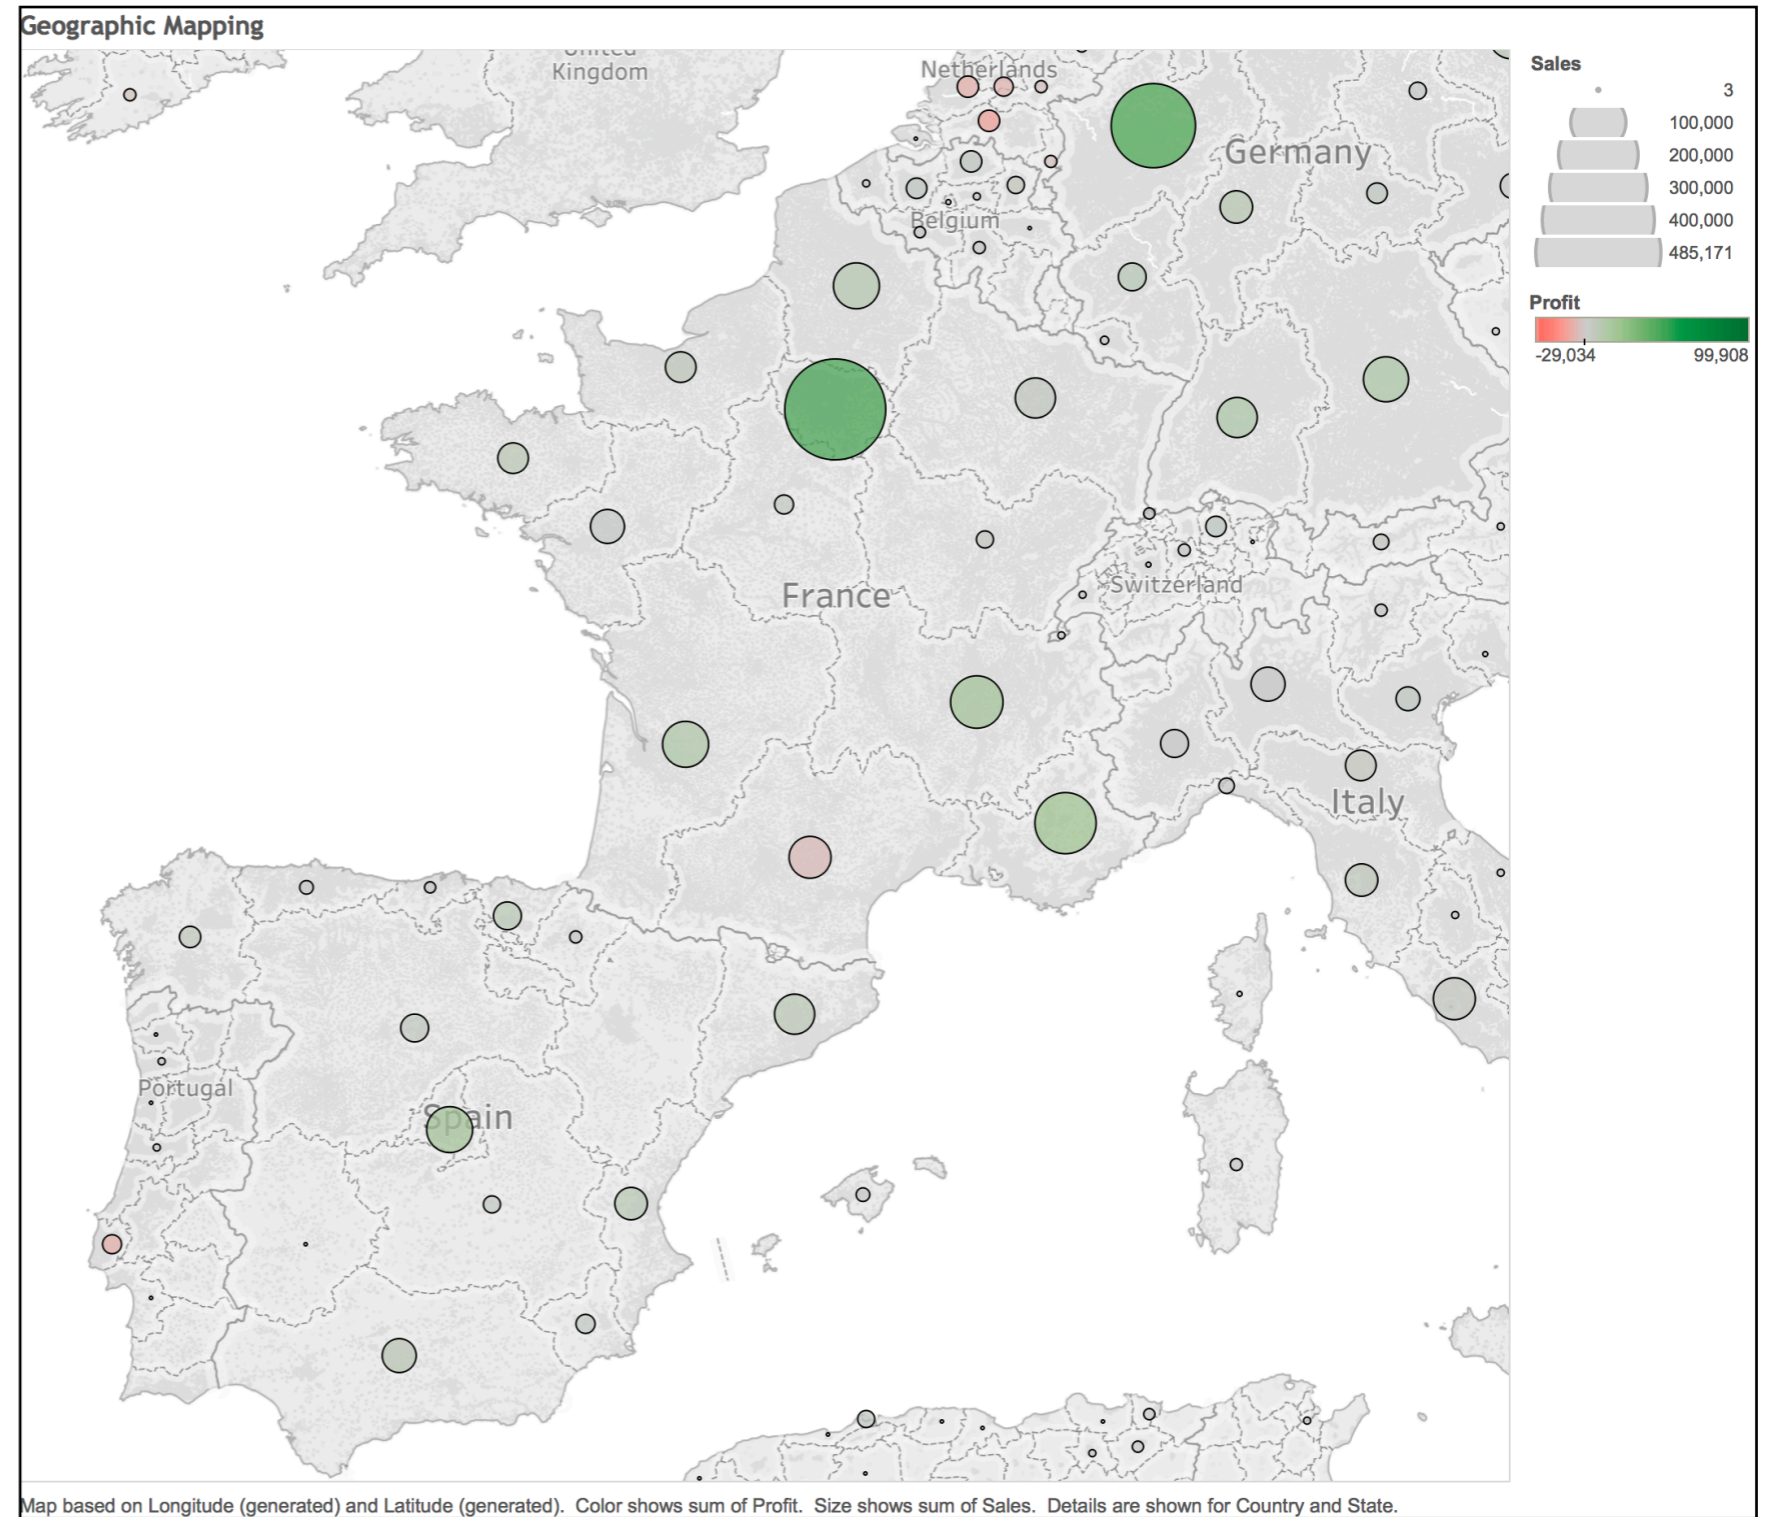 Geographic Mapping
United
Kingdom
Netherlands
Germany
Belgium
France
Switzerland
Italy
Portugal
Spain
Sales
3
100,000
200,000
300,000
400,000
485,171
Profit
-29,034 99,908
Map based on Longitude (generated) and Latitude (generated). Color shows sum of Profit. Size shows sum of Sales. Details are shown for Country and State.